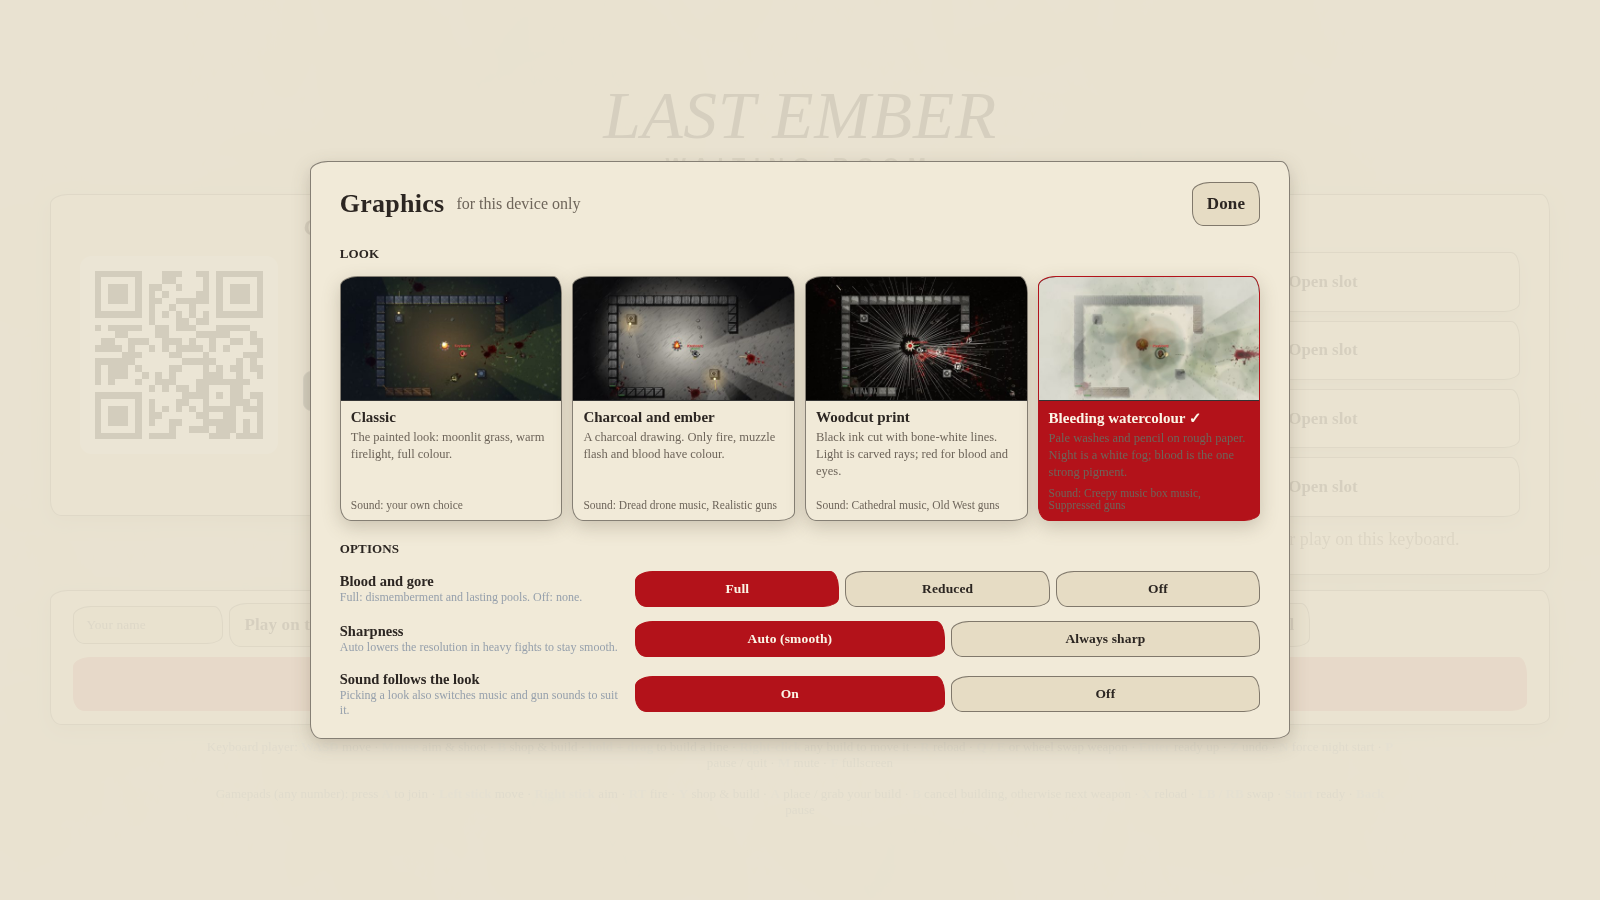 LAST EMBER
Graphics for this device only
Done
LOOK
Classic
The painted look: moonlit grass, warm
firelight, full colour.
Sound: your own choice
Charcoal and ember
A charcoal drawing. Only fire, muzzle
flash and blood have colour.
Sound: Dread drone music, Realistic guns
Woodcut print
Black ink cut with bone-white lines.
Light is carved rays; red for blood and
eyes.
Sound: Cathedral music, Old West guns
Bleeding watercolour ✓
Pale washes and pencil on rough paper.
Night is a white fog; blood is the one
strong pigment.
Sound: Creepy music box music,
Suppressed guns
OPTIONS
Blood and gore
Full: dismemberment and lasting pools. Off: none.
Full
Reduced
Off
Sharpness
Auto lowers the resolution in heavy fights to stay smooth.
Auto (smooth)
Always sharp
Sound follows the look
Picking a look also switches music and gun sounds to suit
it.
On
Off
Open slot
Open slot
Open slot
Open slot
play on this keyboard.
Your name
Play on